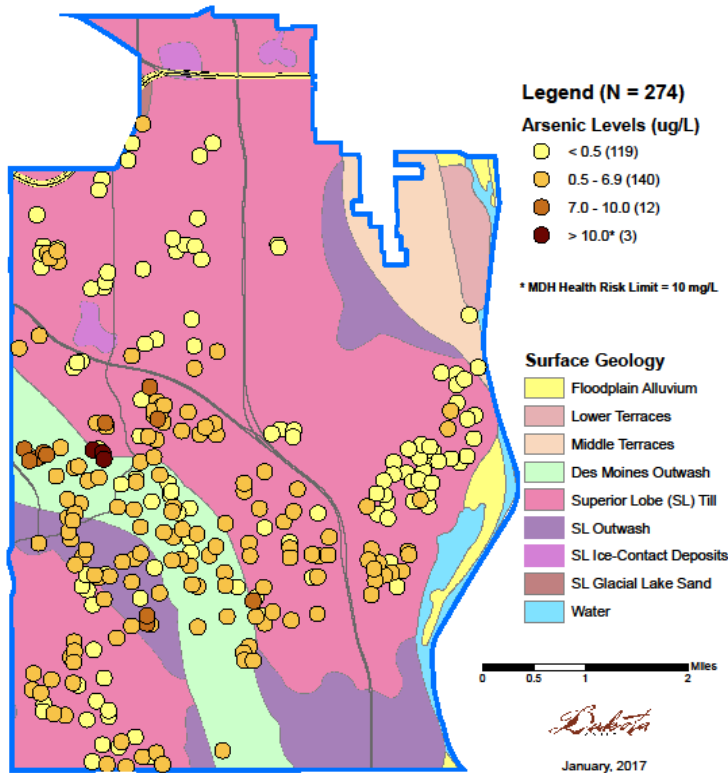 Legend (N = 274)
Arsenic Levels (ug/L)
< 0.5 (119)
0.5 - 6.9 (140)
7.0 - 10.0 (12)
> 10.0* (3)
* MDH Health Risk Limit = 10 mg/L
Surface Geology
Floodplain Alluvium
Lower Terraces
Middle Terraces
Des Moines Outwash
Superior Lobe (SL) Till
SL Outwash
SL Ice-Contact Deposits
SL Glacial Lake Sand
Water
Miles
0 0.5 1 2
Dakota
January, 2017